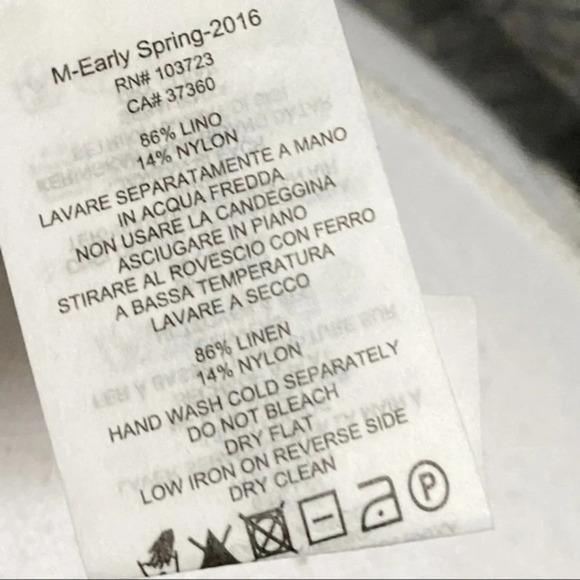 M-Early Spring-2016
RN# 103723
CA# 37360
86% LINO
14% NYLON
LAVARE SEPARATAMENTE A MANO
IN ACQUA FREDDA
NON USARE LA CANDEGGINA
ASCIUGARE IN PIANO
STIRARE AL ROVESCIO CON FERRO
A BASSA TEMPERATURA
LAVARE A SECCO
86% LINEN
14% NYLON
HAND WASH COLD SEPARATELY
DO NOT BLEACH
DRY FLAT
LOW IRON ON REVERSE SIDE
DRY CLEAN
P